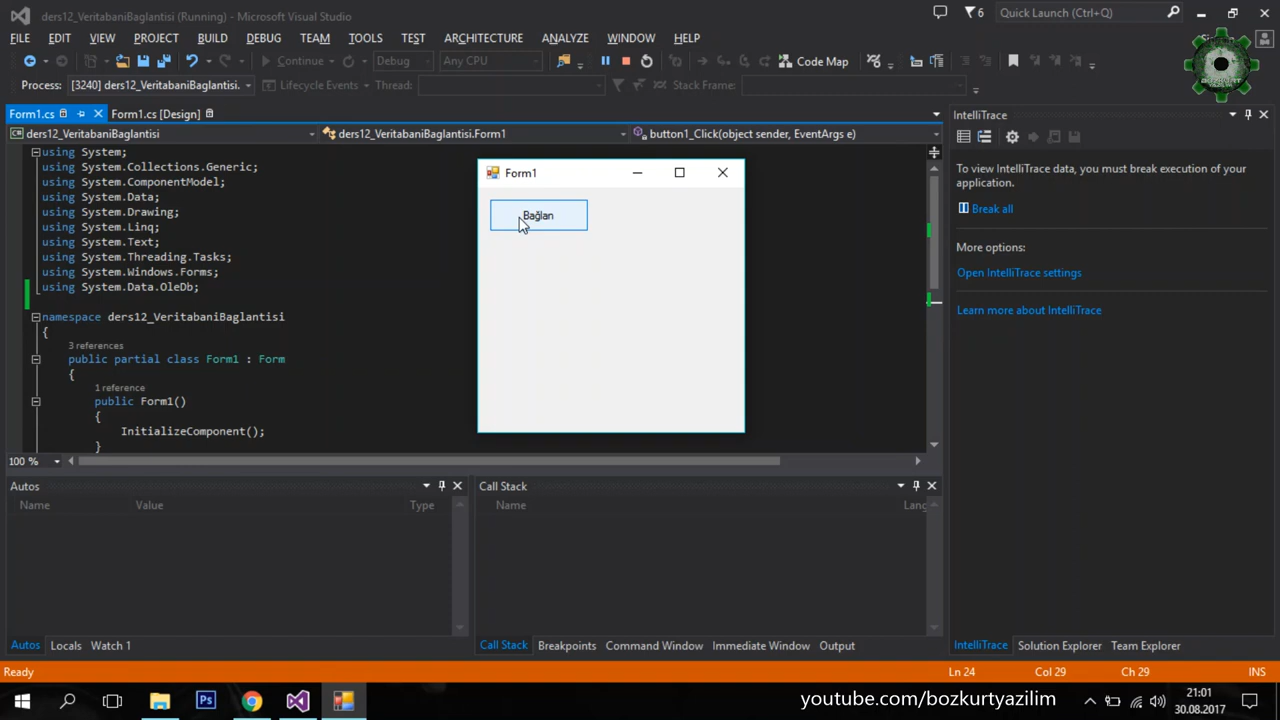 ders12_VeritabaniBaglantisi (Running) - Microsoft Visual Studio
6
Quick Launch (Ctrl+Q)
FILE EDIT VIEW PROJECT BUILD DEBUG TEAM TOOLS TEST ARCHITECTURE ANALYZE WINDOW HELP
Continue Debug Any CPU Code Map
Process: [3240] ders12_VeritabaniBaglantisi. Lifecycle Events Thread: Stack Frame:
Form1.cs Form1.cs [Design]
ders12_VeritabaniBaglantisi ders12_VeritabaniBaglantisi.Form1 button1_Click(object sender, EventArgs e)
using System;
using System.Collections.Generic;
using System.ComponentModel;
using System.Data;
using System.Drawing;
using System.Linq;
using System.Text;
using System.Threading.Tasks;
using System.Windows.Forms;
using System.Data.OleDb;
namespace ders12_VeritabaniBaglantisi
{
3 references
public partial class Form1 : Form
{
1 reference
public Form1()
{
InitializeComponent();
}
100 %
Form1
Bağlan
IntelliTrace
To view IntelliTrace data, you must break execution of your
application.
Break all
More options:
Open IntelliTrace settings
Learn more about IntelliTrace
Autos
Name Value Type
Autos Locals Watch 1
Call Stack
Name Lang
Call Stack Breakpoints Command Window Immediate Window Output
IntelliTrace Solution Explorer Team Explorer
Ready Ln 24 Col 29 Ch 29 INS
youtube.com/bozkurtyazilim
21:01
30.08.2017